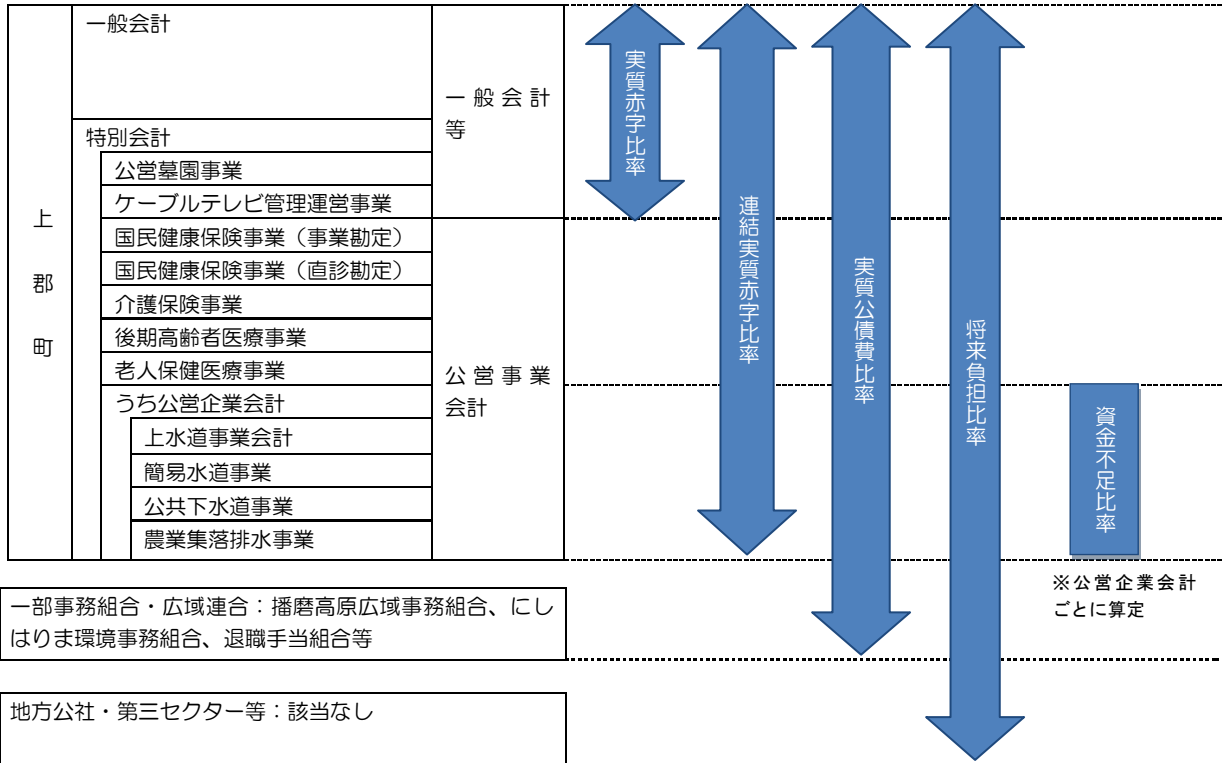 上郡町
一般会計
特別会計
公営墓園事業
ケーブルテレビ管理運営事業
国民健康保険事業（事業勘定）
国民健康保険事業（直診勘定）
介護保険事業
後期高齢者医療事業
老人保健医療事業
うち公営企業会計
上水道事業会計
簡易水道事業
公共下水道事業
農業集落排水事業
一般会計
等
公営事業
会計
実質赤字比率
連結実質赤字比率
実質公債費比率
将来負担比率
資金不足比率
※公営企業会計
ごとに算定
一部事務組合・広域連合：播磨高原広域事務組合、にし
はりま環境事務組合、退職手当組合等
地方公社・第三セクター等：該当なし